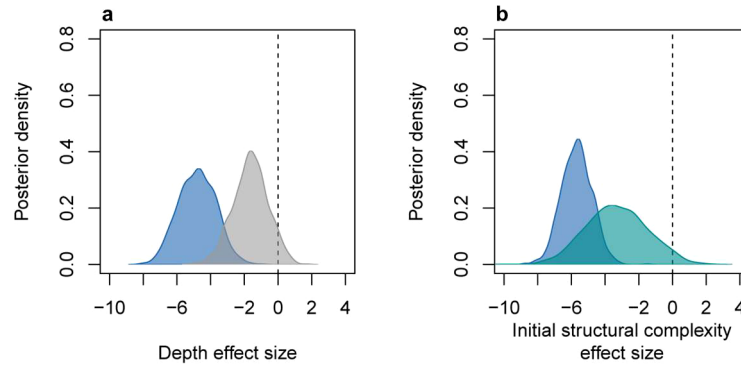 a
Posterior density
0.8
0.6
0.4
0.2
0.0
−10 −6 −2 0 2 4
Depth effect size
b
Posterior density
0.8
0.6
0.4
0.2
0.0
−10 −6 −2 0 2 4
Initial structural complexity
effect size